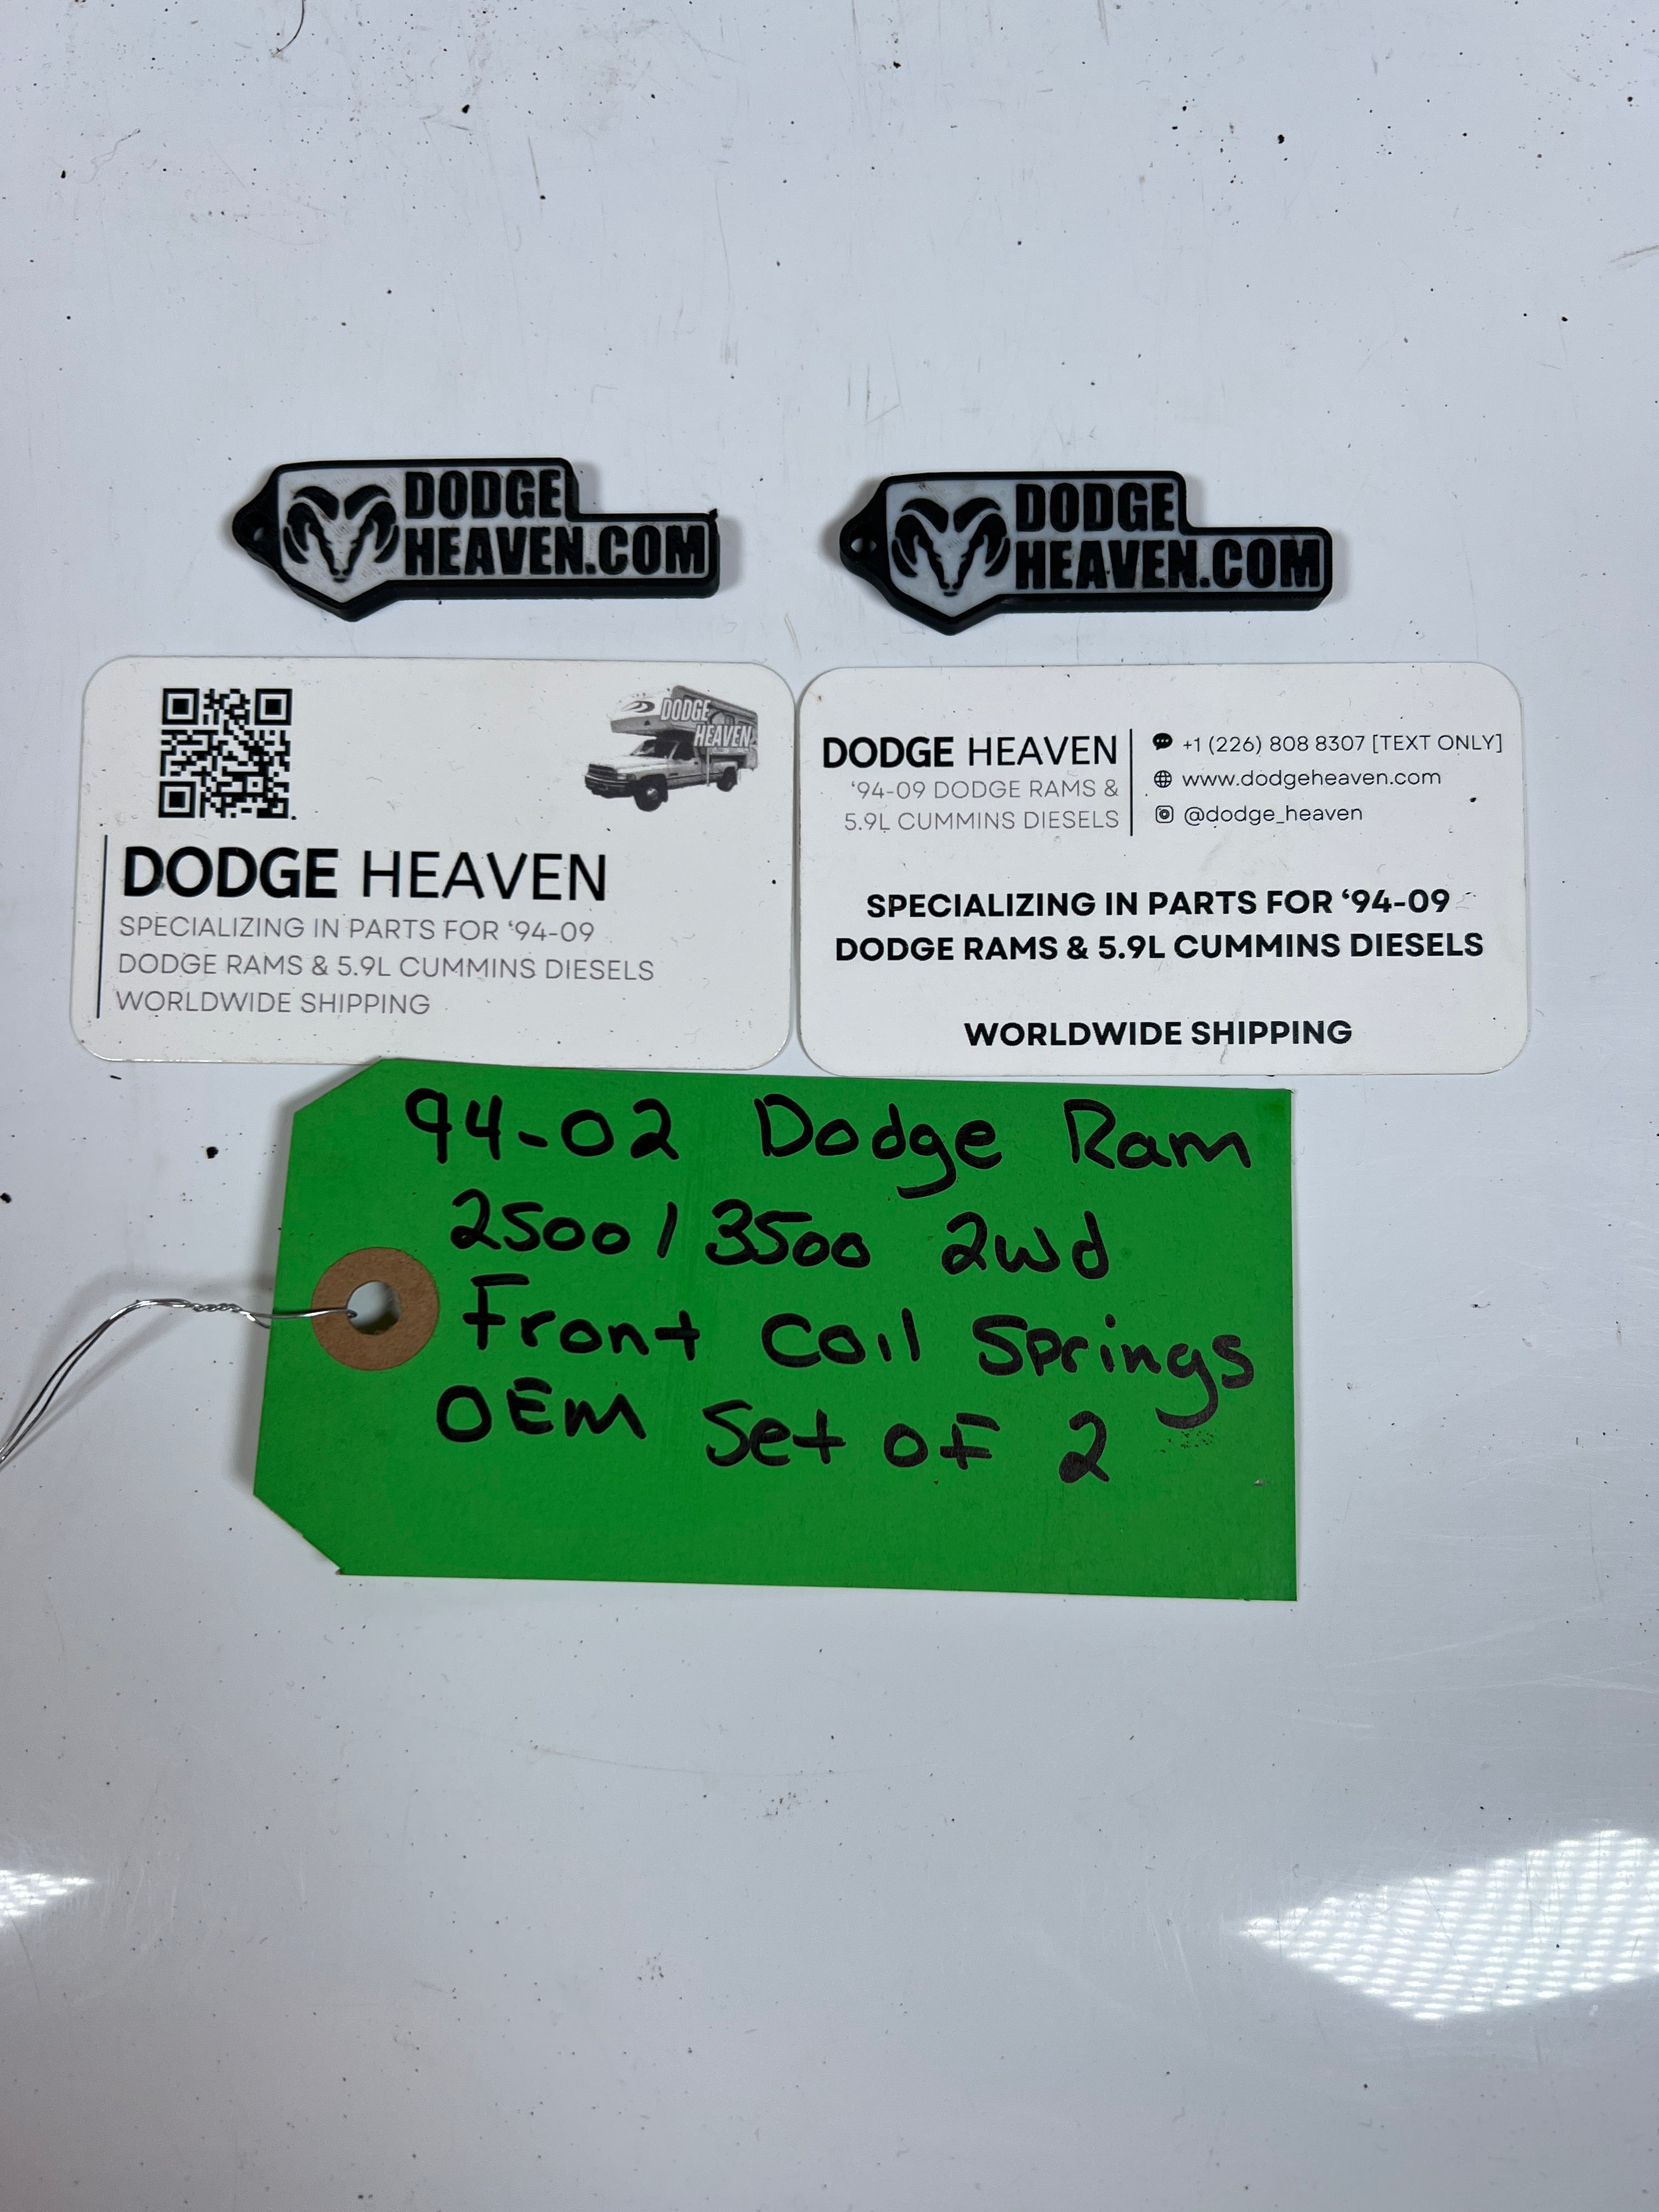 DODGE
HEAVEN.COM
DODGE
HEAVEN.COM
DODGE
HEAVEN
DODGE HEAVEN
SPECIALIZING IN PARTS FOR ‘94-09
DODGE RAMS & 5.9L CUMMINS DIESELS
WORLDWIDE SHIPPING
DODGE HEAVEN
‘94-09 DODGE RAMS &
5.9L CUMMINS DIESELS
+1 (226) 808 8307 [TEXT ONLY]
www.dodgeheaven.com
@dodge_heaven
SPECIALIZING IN PARTS FOR ‘94-09
DODGE RAMS & 5.9L CUMMINS DIESELS
WORLDWIDE SHIPPING
94-02 Dodge Ram
2500/3500 2wd
Front Coil Springs
OEM Set of 2